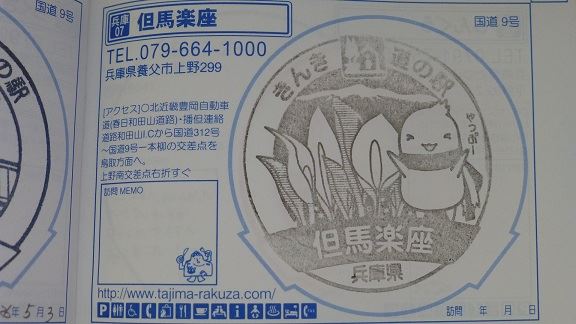 国道 9号
の駅
5月3日
兵庫
07
但馬楽座
国道 9号
TEL.079-664-1000
兵庫県養父市上野299
[アクセス]○北近畿豊岡自動車
道(春日和田山道路)・播但連絡
道路和田山I.Cから国道312号
～国道9号一本柳の交差点を
鳥取方面へ。
上野南交差点右折すぐ
訪問 MEMO
http://www.tajima-rakuza.com/
きんき 道の駅
やっぷー
但馬楽座
兵庫県
訪問 年 月 日